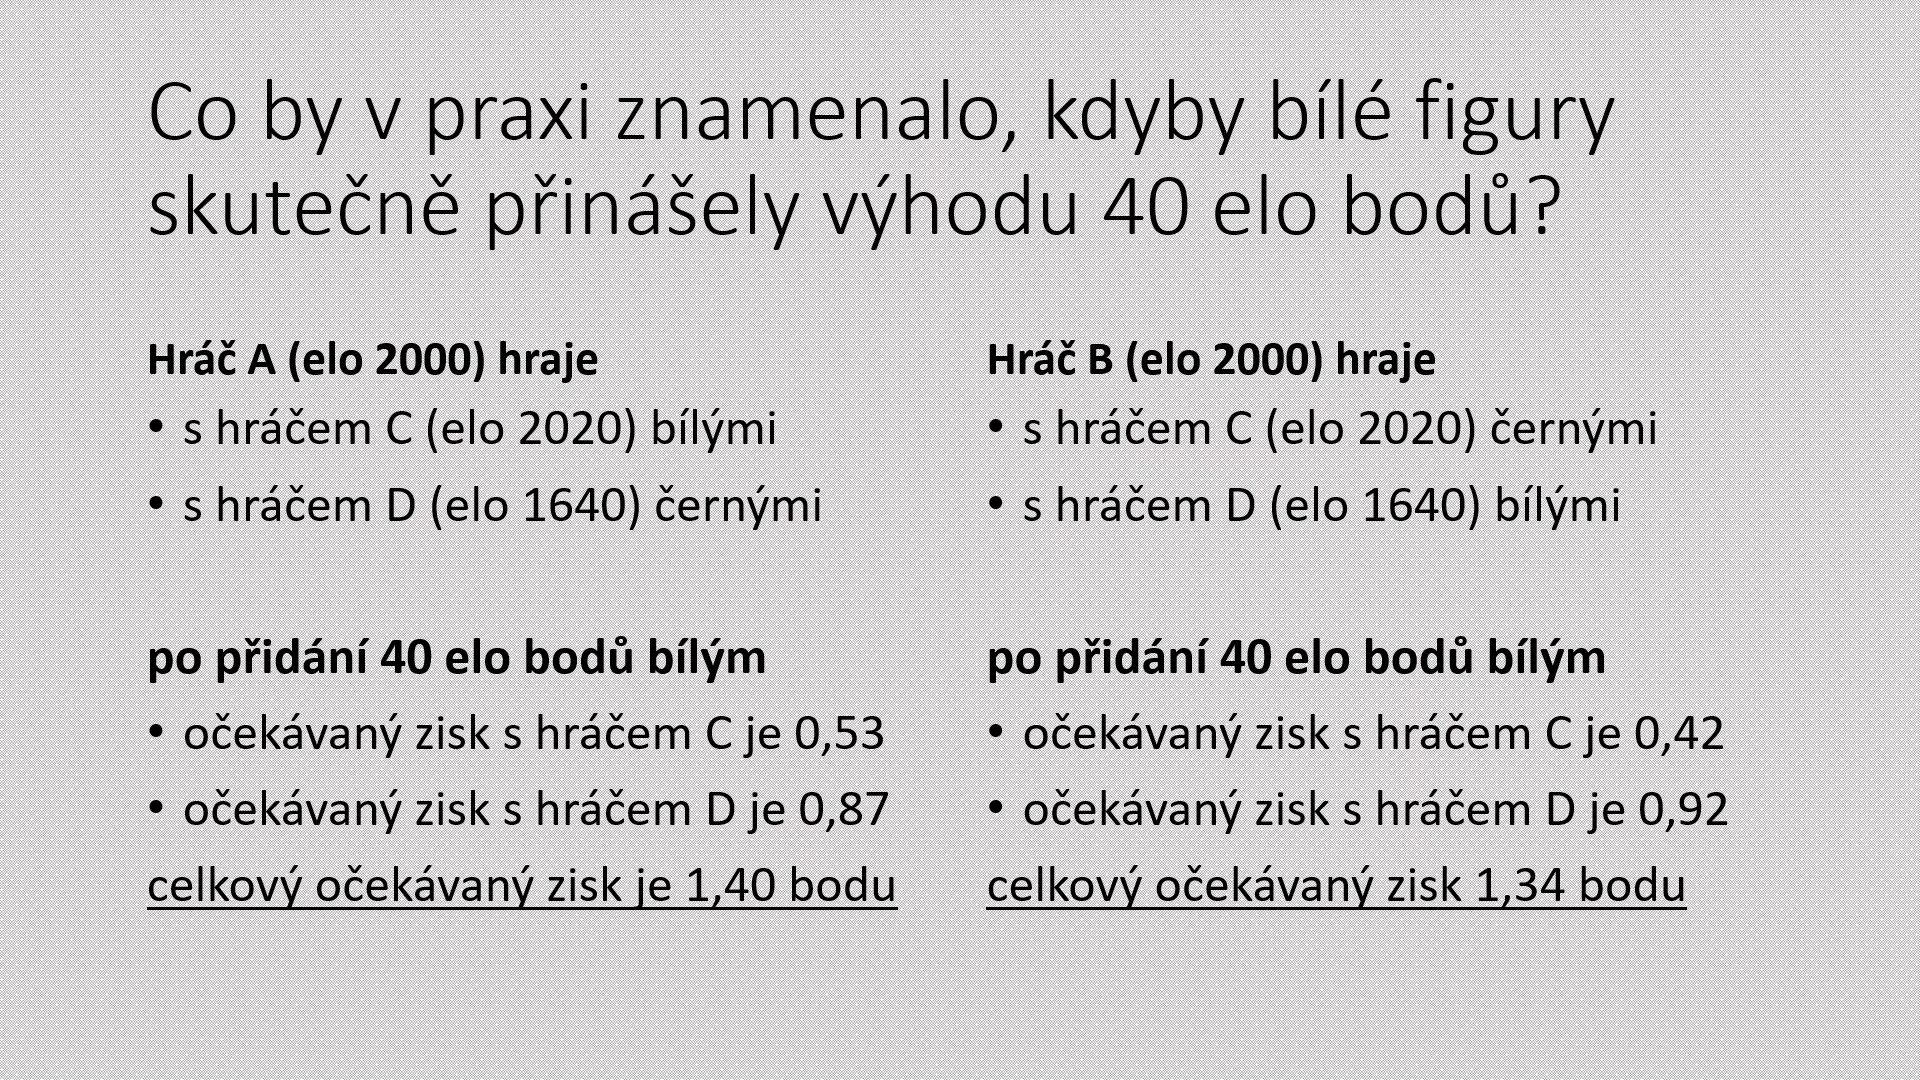 Co by v praxi znamenalo, kdyby bílé figury
skutečně přinášely výhodu 40 elo bodů?
Hráč A (elo 2000) hraje
• s hráčem C (elo 2020) bílými
• s hráčem D (elo 1640) černými
po přidání 40 elo bodů bílým
• očekávaný zisk s hráčem C je 0,53
• očekávaný zisk s hráčem D je 0,87
celkový očekávaný zisk je 1,40 bodu
Hráč B (elo 2000) hraje
• s hráčem C (elo 2020) černými
• s hráčem D (elo 1640) bílými
po přidání 40 elo bodů bílým
• očekávaný zisk s hráčem C je 0,42
• očekávaný zisk s hráčem D je 0,92
celkový očekávaný zisk 1,34 bodu